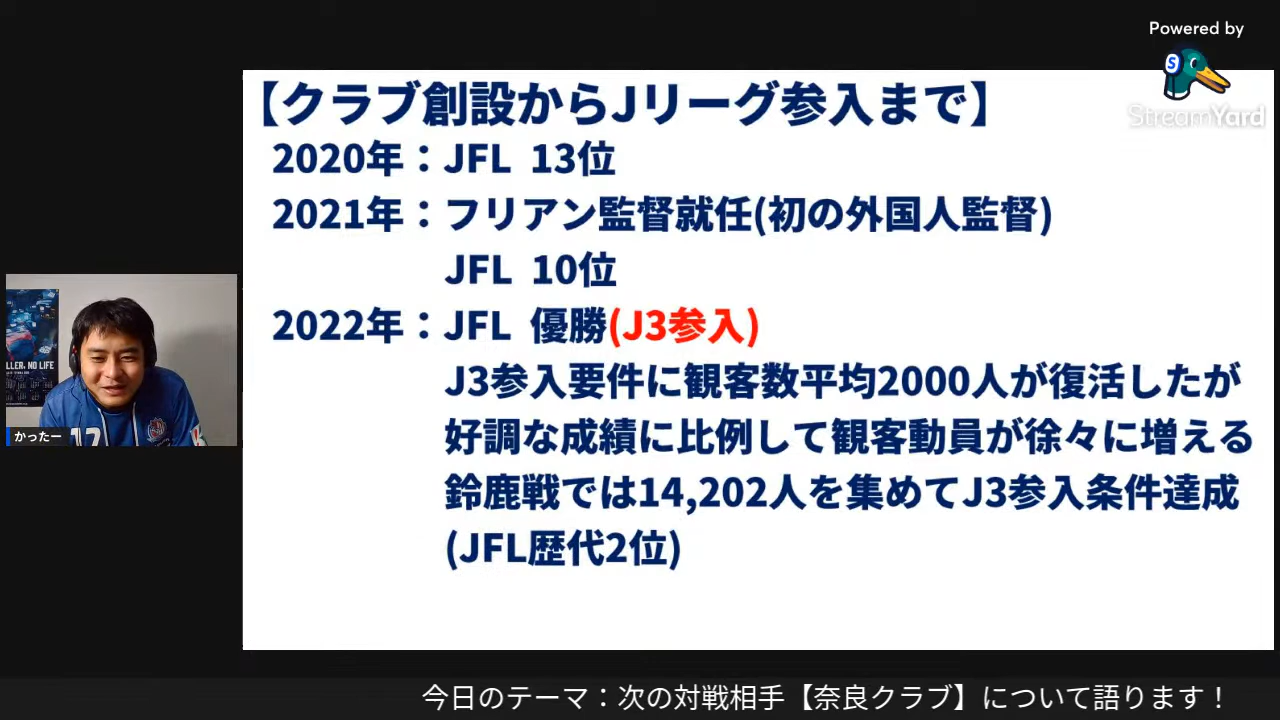 Powered by
StreamYard
【クラブ創設からJリーグ参入まで】
2020年：JFL 13位
2021年：フリアン監督就任(初の外国人監督)
JFL 10位
2022年：JFL 優勝(J3参入)
J3参入要件に観客数平均2000人が復活したが
好調な成績に比例して観客動員が徐々に増える
鈴鹿戦では14,202人を集めてJ3参入条件達成
(JFL歴代2位)
LLER, NO LIFE
17
かったー
今日のテーマ：次の対戦相手【奈良クラブ】について語ります！